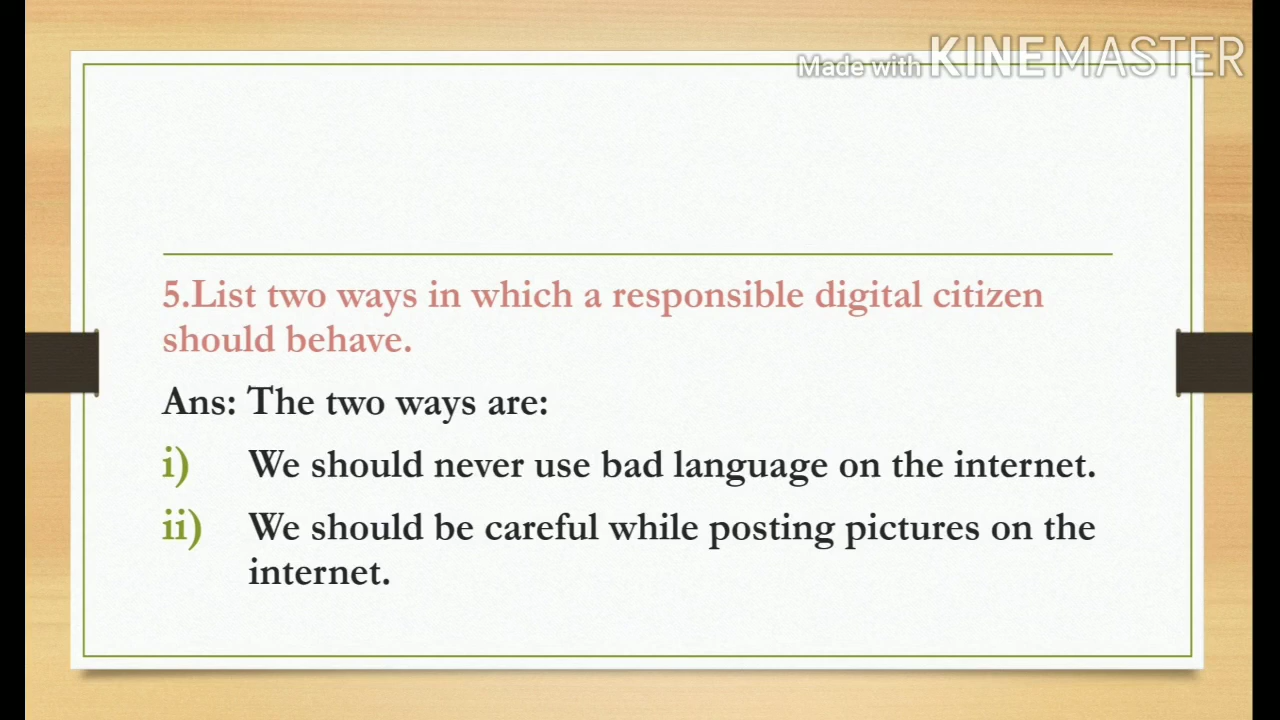 Made with KINEMASTER
5.List two ways in which a responsible digital citizen
should behave.
Ans: The two ways are:
i) We should never use bad language on the internet.
ii) We should be careful while posting pictures on the
internet.